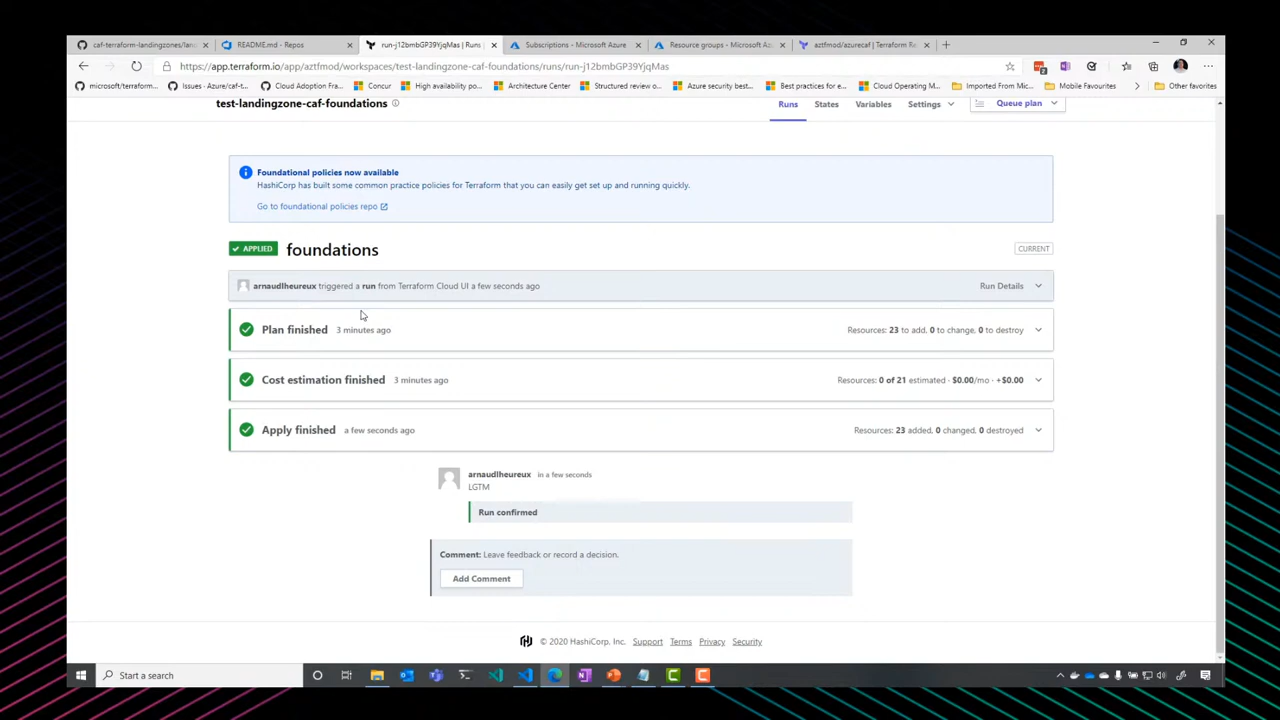 caf-terraform-landingzones/land
README.md - Repos
run-j12bmbGP39YjqMas | Runs
Subscriptions - Microsoft Azure
Resource groups - Microsoft Az
aztfmod/azurecaf | Terraform Re
https://app.terraform.io/app/aztfmod/workspaces/test-landingzone-caf-foundations/runs/run-j12bmbGP39YjqMas
2
microsoft/terraform...
Issues · Azure/caf-t...
Cloud Adoption Fra...
Concur
High availability po...
Architecture Center
Structured review o...
Azure security best...
Best practices for e...
Cloud Operating M...
Imported From Mic...
Mobile Favourites
Other favorites
test-landingzone-caf-foundations
Runs
States
Variables
Settings
Queue plan
Foundational policies now available
HashiCorp has built some common practice policies for Terraform that you can easily get set up and running quickly.
Go to foundational policies repo
APPLIED
foundations
CURRENT
arnaudlheureux triggered a run from Terraform Cloud UI a few seconds ago
Run Details
Plan finished 3 minutes ago
Resources: 23 to add, 0 to change, 0 to destroy
Cost estimation finished 3 minutes ago
Resources: 0 of 21 estimated · $0.00/mo · +$0.00
Apply finished a few seconds ago
Resources: 23 added, 0 changed, 0 destroyed
arnaudlheureux in a few seconds
LGTM
Run confirmed
Comment: Leave feedback or record a decision.
Add Comment
© 2020 HashiCorp, Inc. Support Terms Privacy Security
Start a search